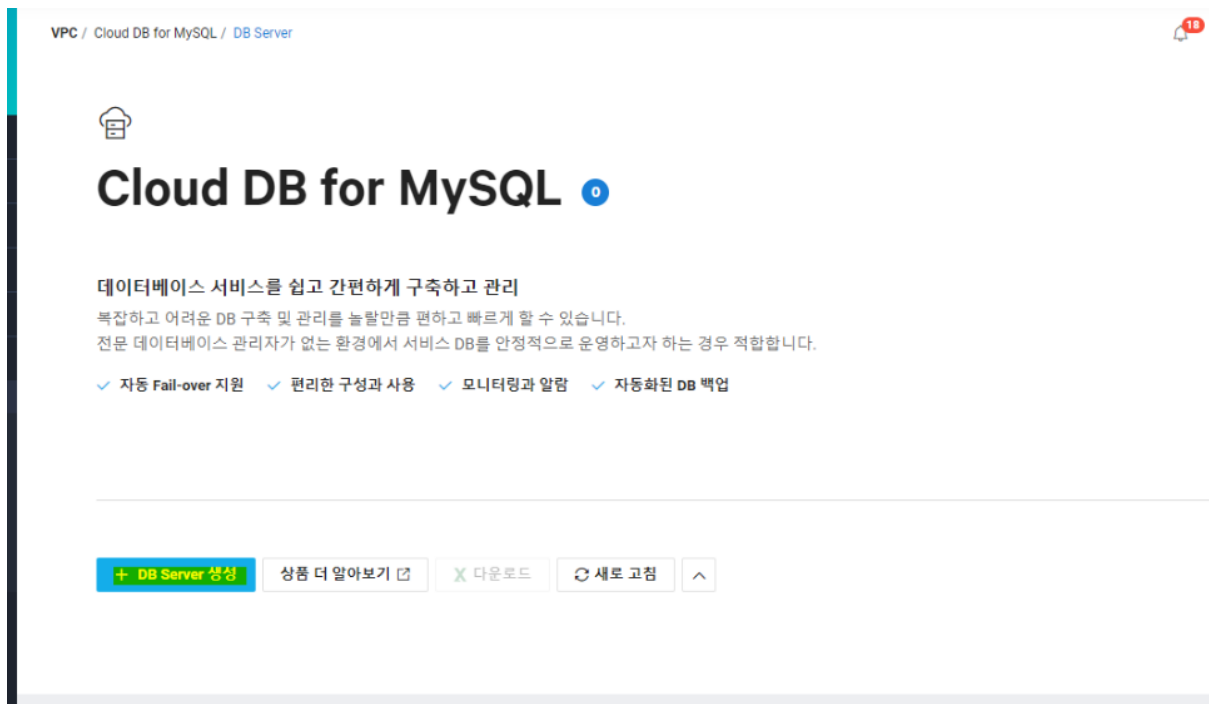 VPC / Cloud DB for MySQL / DB Server
18
Cloud DB for MySQL 0
데이터베이스 서비스를 쉽고 간편하게 구축하고 관리
복잡하고 어려운 DB 구축 및 관리를 놀랄만큼 편하고 빠르게 할 수 있습니다.
전문 데이터베이스 관리자가 없는 환경에서 서비스 DB를 안정적으로 운영하고자 하는 경우 적합합니다.
자동 Fail-over 지원 편리한 구성과 사용 모니터링과 알람 자동화된 DB 백업
+ DB Server 생성 상품 더 알아보기 다운로드 새로 고침